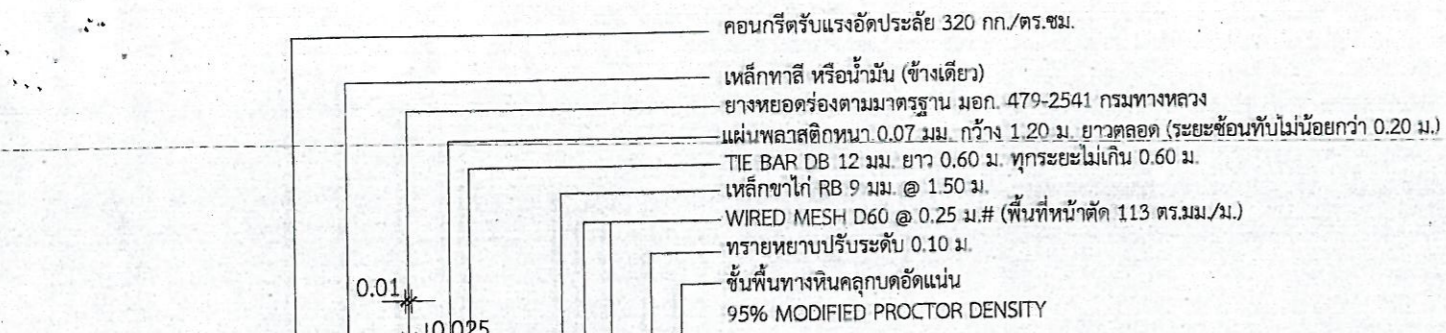 คอนกรีตรับแรงอัดประลัย 320 กก./ตร.ซม.
เหล็กทาสี หรือน้ำมัน (ข้างเดียว)
ยางหยอดร่องตามมาตรฐาน มอก. 479-2541 กรมทางหลวง
แผ่นพลาสติกหนา 0.07 มม. กว้าง 1.20 ม. ยาวตลอด (ระยะซ้อนทับไม่น้อยกว่า 0.20 ม.)
TIE BAR DB 12 มม. ยาว 0.60 ม. ทุกระยะไม่เกิน 0.60 ม.
เหล็กขาไก่ RB 9 มม. @ 1.50 ม.
WIRED MESH D60 @ 0.25 ม.# (พื้นที่หน้าตัด 113 ตร.มม./ม.)
ทรายหยาบปรับระดับ 0.10 ม.
ชั้นพื้นทางหินคลุกบดอัดแน่น
95% MODIFIED PROCTOR DENSITY
0.01
0.025